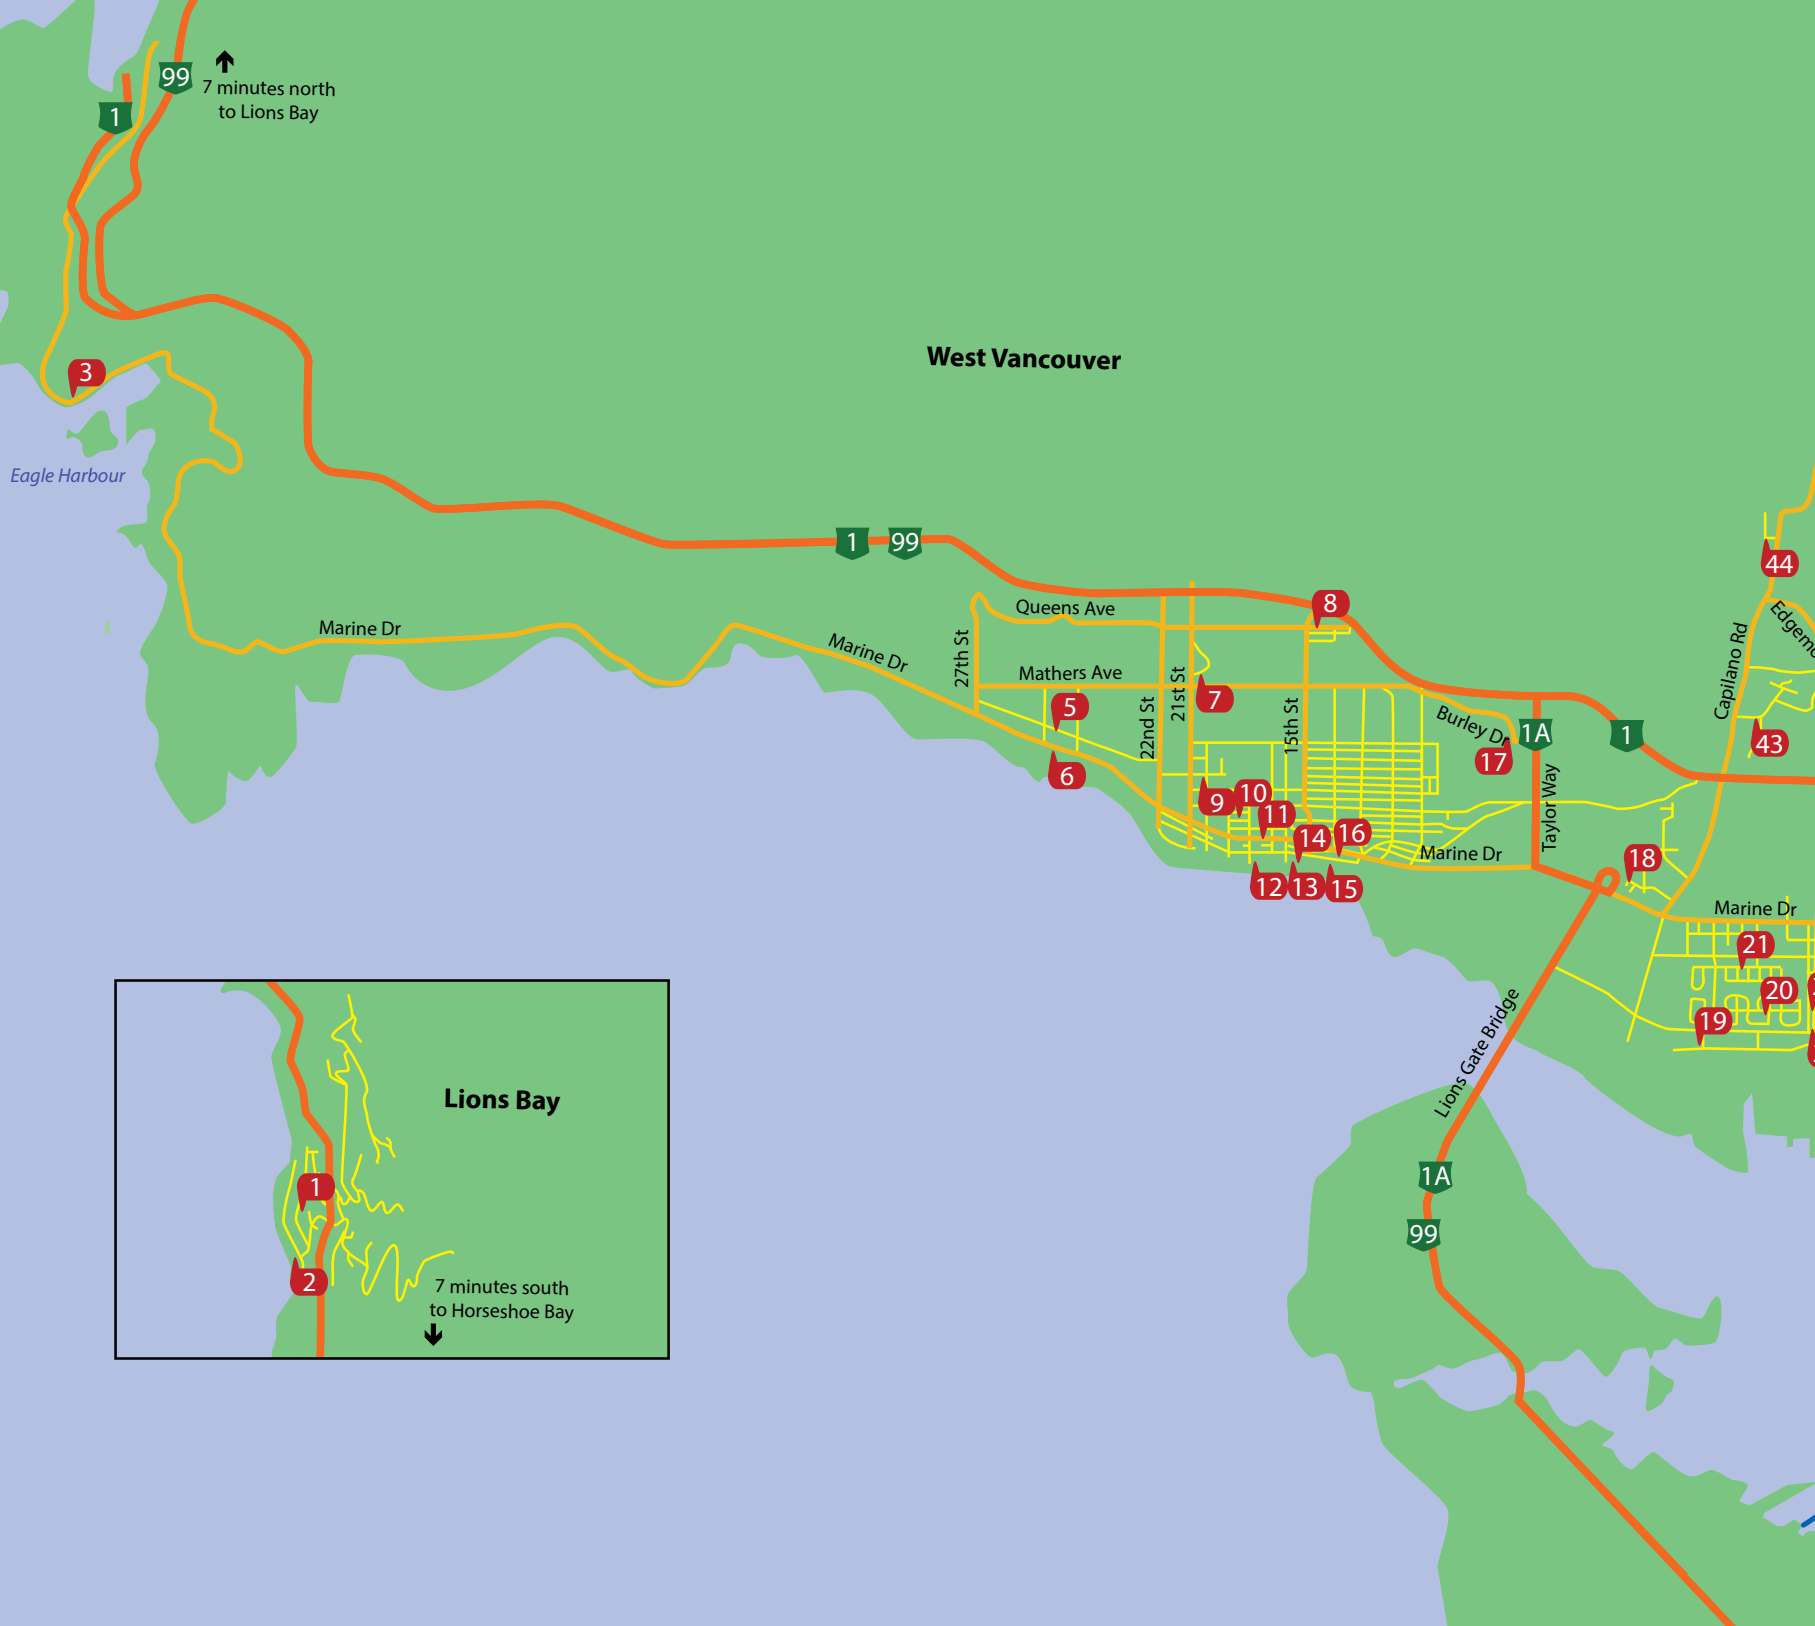 99
7 minutes north
to Lions Bay
1
West Vancouver
3
Eagle Harbour
1
99
44
8
Queens Ave
Edgemo
Marine Dr
Marine Dr
27th St
Capilano Rd
Mathers Ave
21st St
7
5
22nd St
15th St
Burley Dr
1A
1
43
17
6
Taylor Way
9
10
11
14
16
Marine Dr
18
12
13
15
Marine Dr
21
20
19
Lions Gate Bridge
Lions Bay
1A
1
99
2
7 minutes south
to Horseshoe Bay